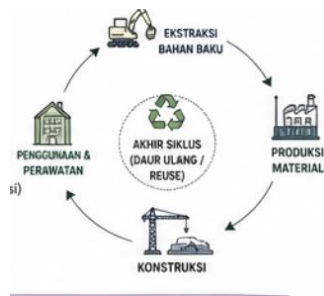 EKSTRAKSI
BAHAN BAKU
PRODUKSI
MATERIAL
KONSTRUKSI
PENGGUNAAN &
PERAWATAN
si)
AKHIR SIKLUS
(DAUR ULANG /
REUSE)